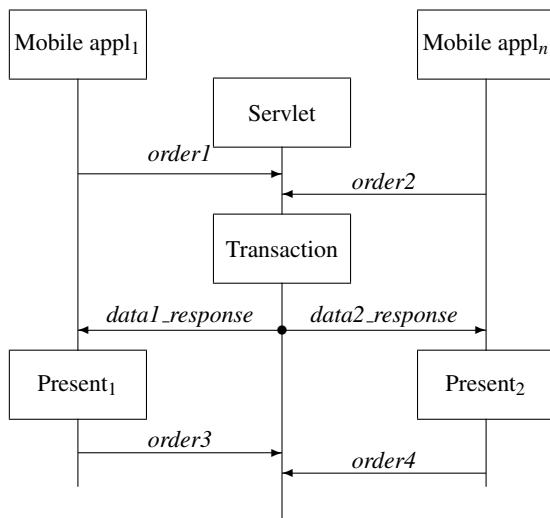 Mobile appl₁ Mobile applₙ
Servlet
order1
order2
Transaction
data1_response data2_response
Present₁ Present₂
order3
order4